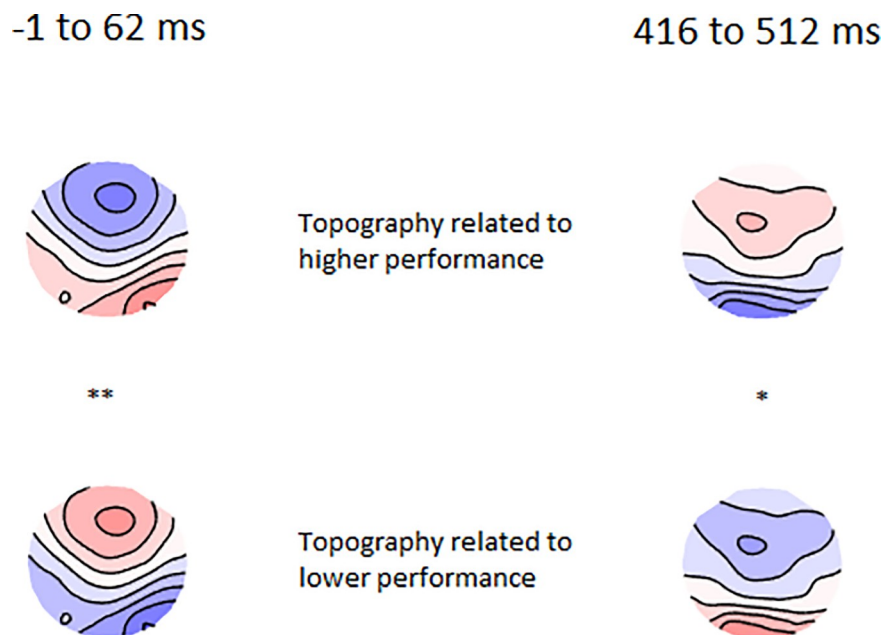 -1 to 62 ms
416 to 512 ms
Topography related to
higher performance
**
*
Topography related to
lower performance